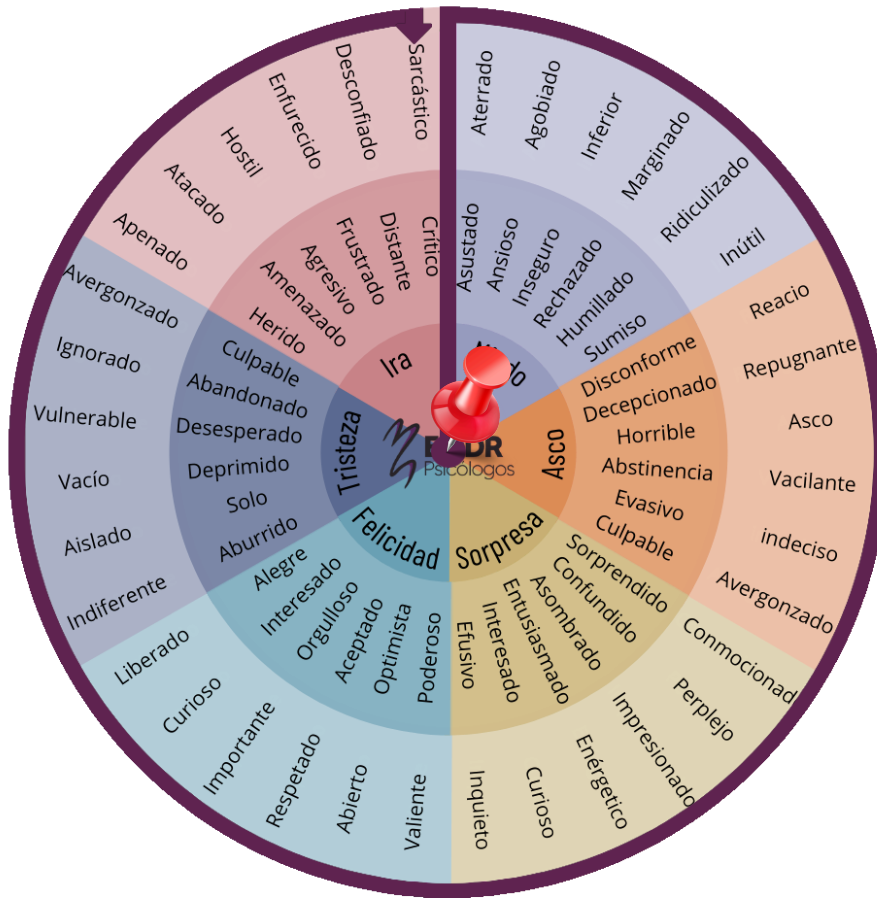 Sarcástico
Desconfiado
Enfurecido
Hostil
Atacado
Apenado
Crítico
Distante
Frustrado
Agresivo
Amenazado
Herido
Ira
Aterrado
Agobiado
Inferior
Marginado
Ridiculizado
Inútil
Asustado
Ansioso
Inseguro
Rechazado
Humillado
Sumiso
Reacio
Repugnante
Asco
Vacilante
indeciso
Avergonzado
Disconforme
Decepcionado
Horrible
Abstinencia
Evasivo
Culpable
Asco
Conmocionad
Perplejo
Impresionado
Enérgetico
Curioso
Inquieto
Sorprendido
Confundido
Asombrado
Entusiasmado
Interesado
Efusivo
Sorpresa
Valiente
Abierto
Respetado
Importante
Curioso
Liberado
Poderoso
Optimista
Aceptado
Orgulloso
Interesado
Alegre
Felicidad
Indiferente
Aislado
Vacío
Vulnerable
Ignorado
Avergonzado
Aburrido
Solo
Deprimido
Desesperado
Abandonado
Culpable
Tristeza
Psicólogos